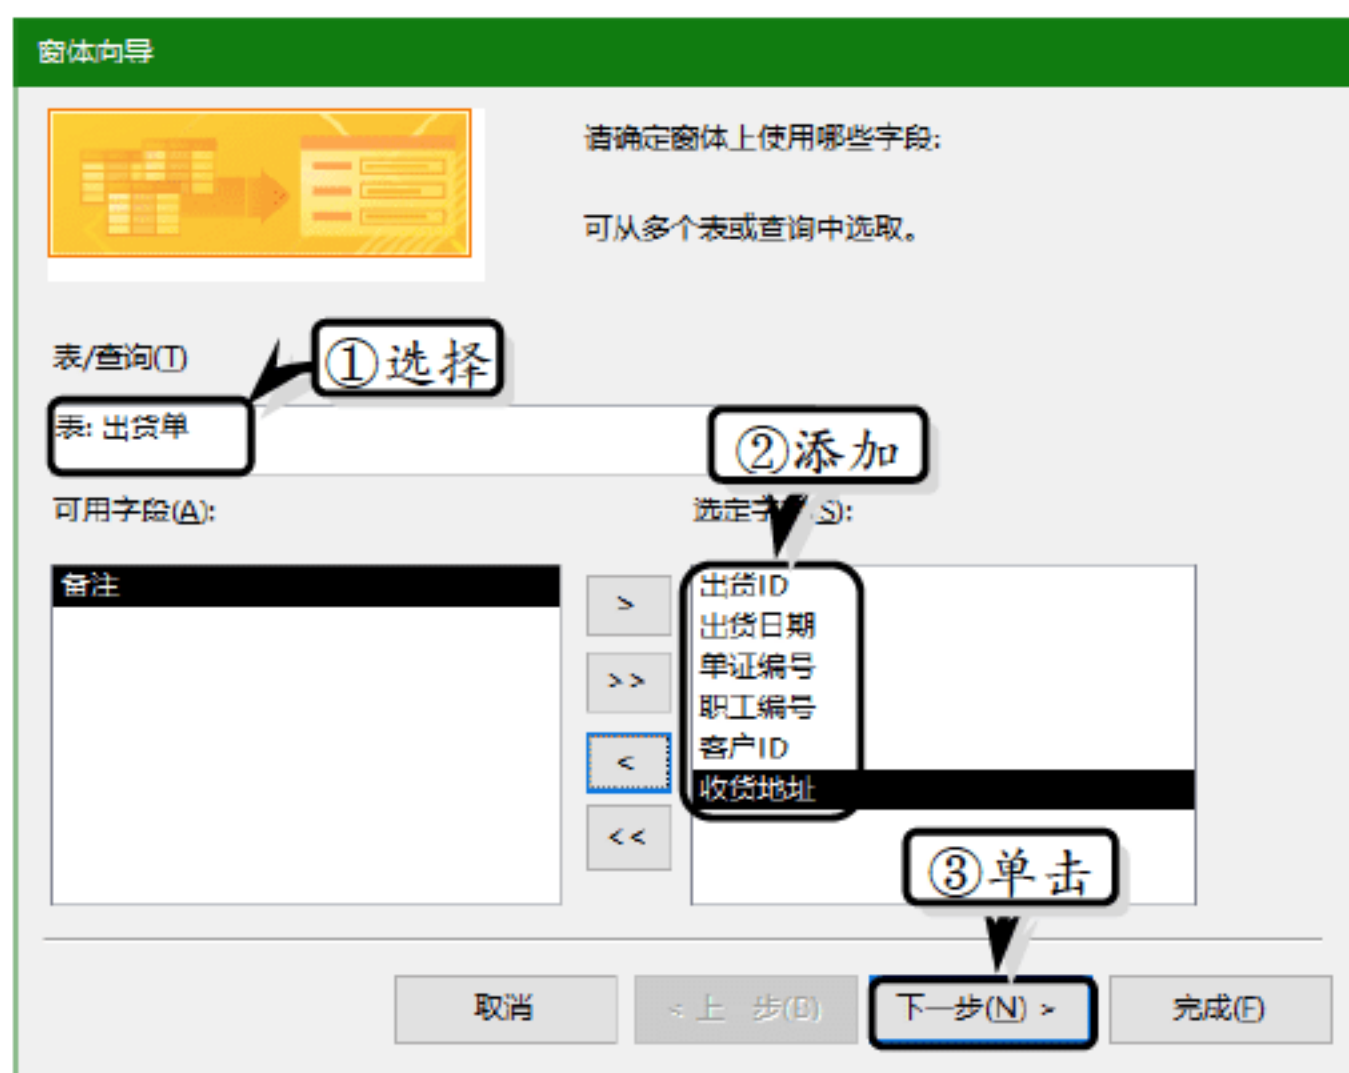 窗体向导
请确定窗体上使用哪些字段:
可从多个表或查询中选取。
表/查询(T)
①选择
表: 出货单
②添加
可用字段(A):
选定字 (S):
备注
>
>>
<
<<
出货ID
出货日期
单证编号
职工编号
客户ID
收货地址
③单击
取消
< 上 步(B)
下一步(N) >
完成(F)